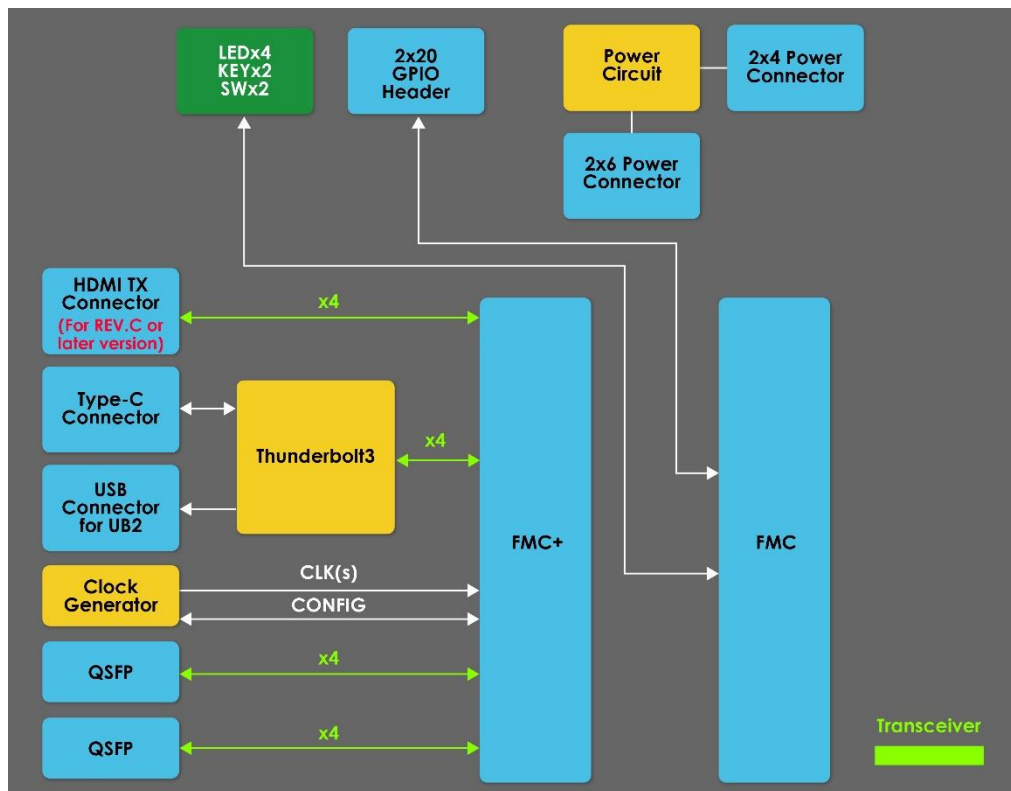 LEDx4
KEYx2
SWx2
2x20
GPIO
Header
Power
Circuit
2x4 Power
Connector
2x6 Power
Connector
HDMI TX
Connector
(For REV.C or
later version)
x4
Type-C
Connector
Thunderbolt3
x4
USB
Connector
for UB2
FMC+
FMC
Clock
Generator
CLK(s)
CONFIG
QSFP
x4
QSFP
x4
Transceiver